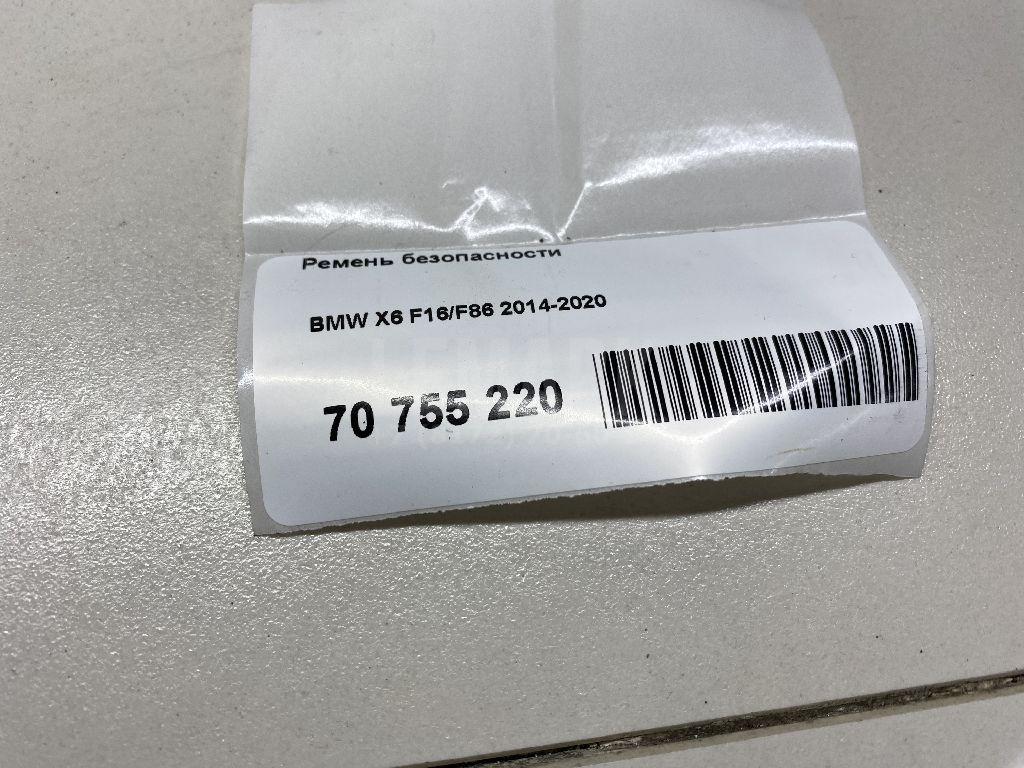 Ремень безопасности
BMW X6 F16/F86 2014-2020
70 755 220